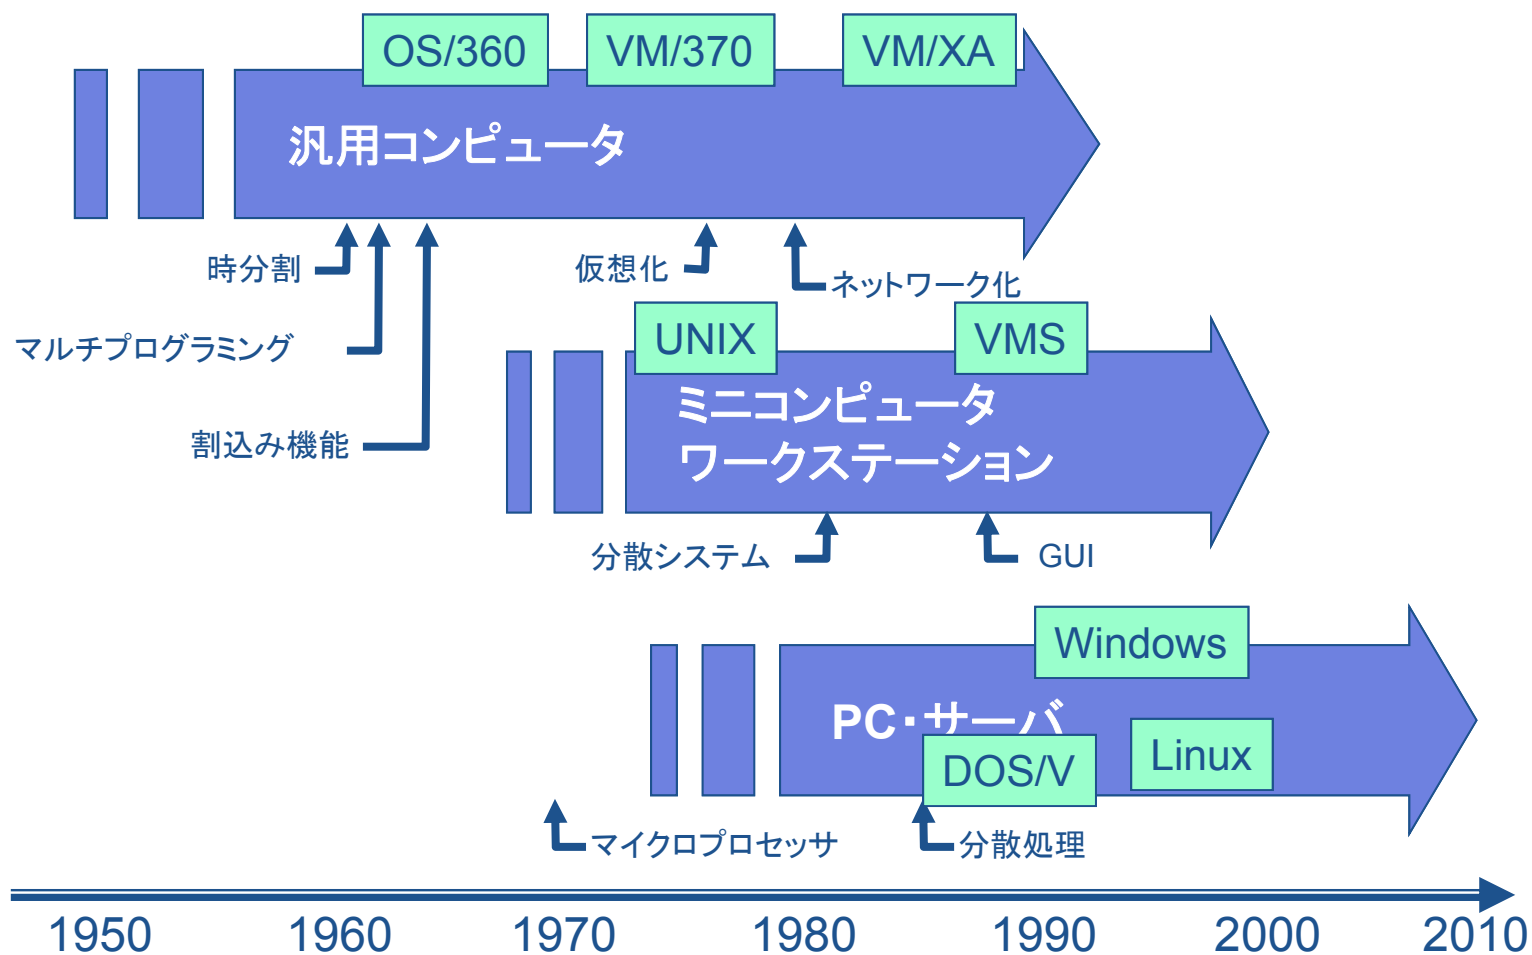 OS/360
VM/370
VM/XA
汎用コンピュータ
時分割
仮想化
ネットワーク化
マルチプログラミング
UNIX
VMS
ミニコンピュータ
ワークステーション
割込み機能
分散システム
GUI
Windows
PC・サーバ
DOS/V
Linux
マイクロプロセッサ
分散処理
1950
1960
1970
1980
1990
2000
2010